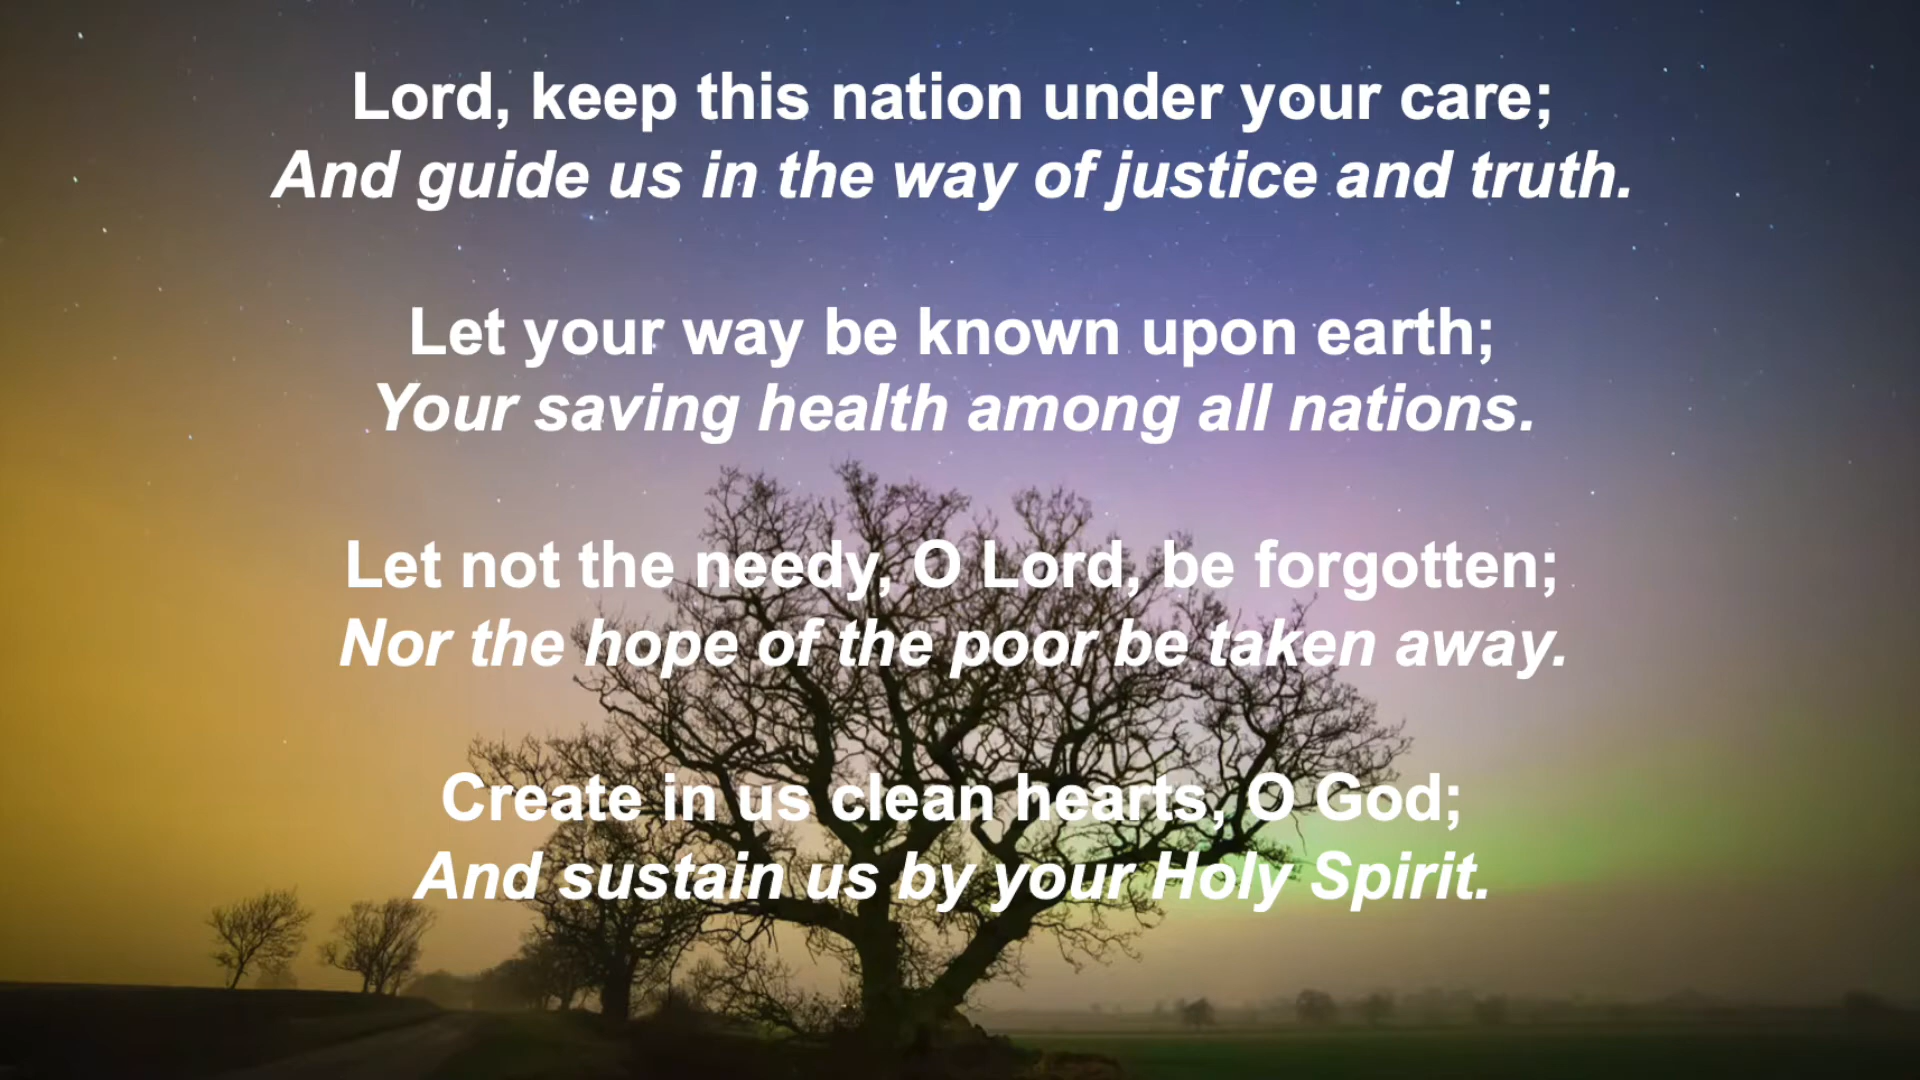 Lord, keep this nation under your care;
And guide us in the way of justice and truth.
Let your way be known upon earth;
Your saving health among all nations.
Let not the needy, O Lord, be forgotten;
Nor the hope of the poor be taken away.
Create in us clean hearts, O God;
And sustain us by your Holy Spirit.